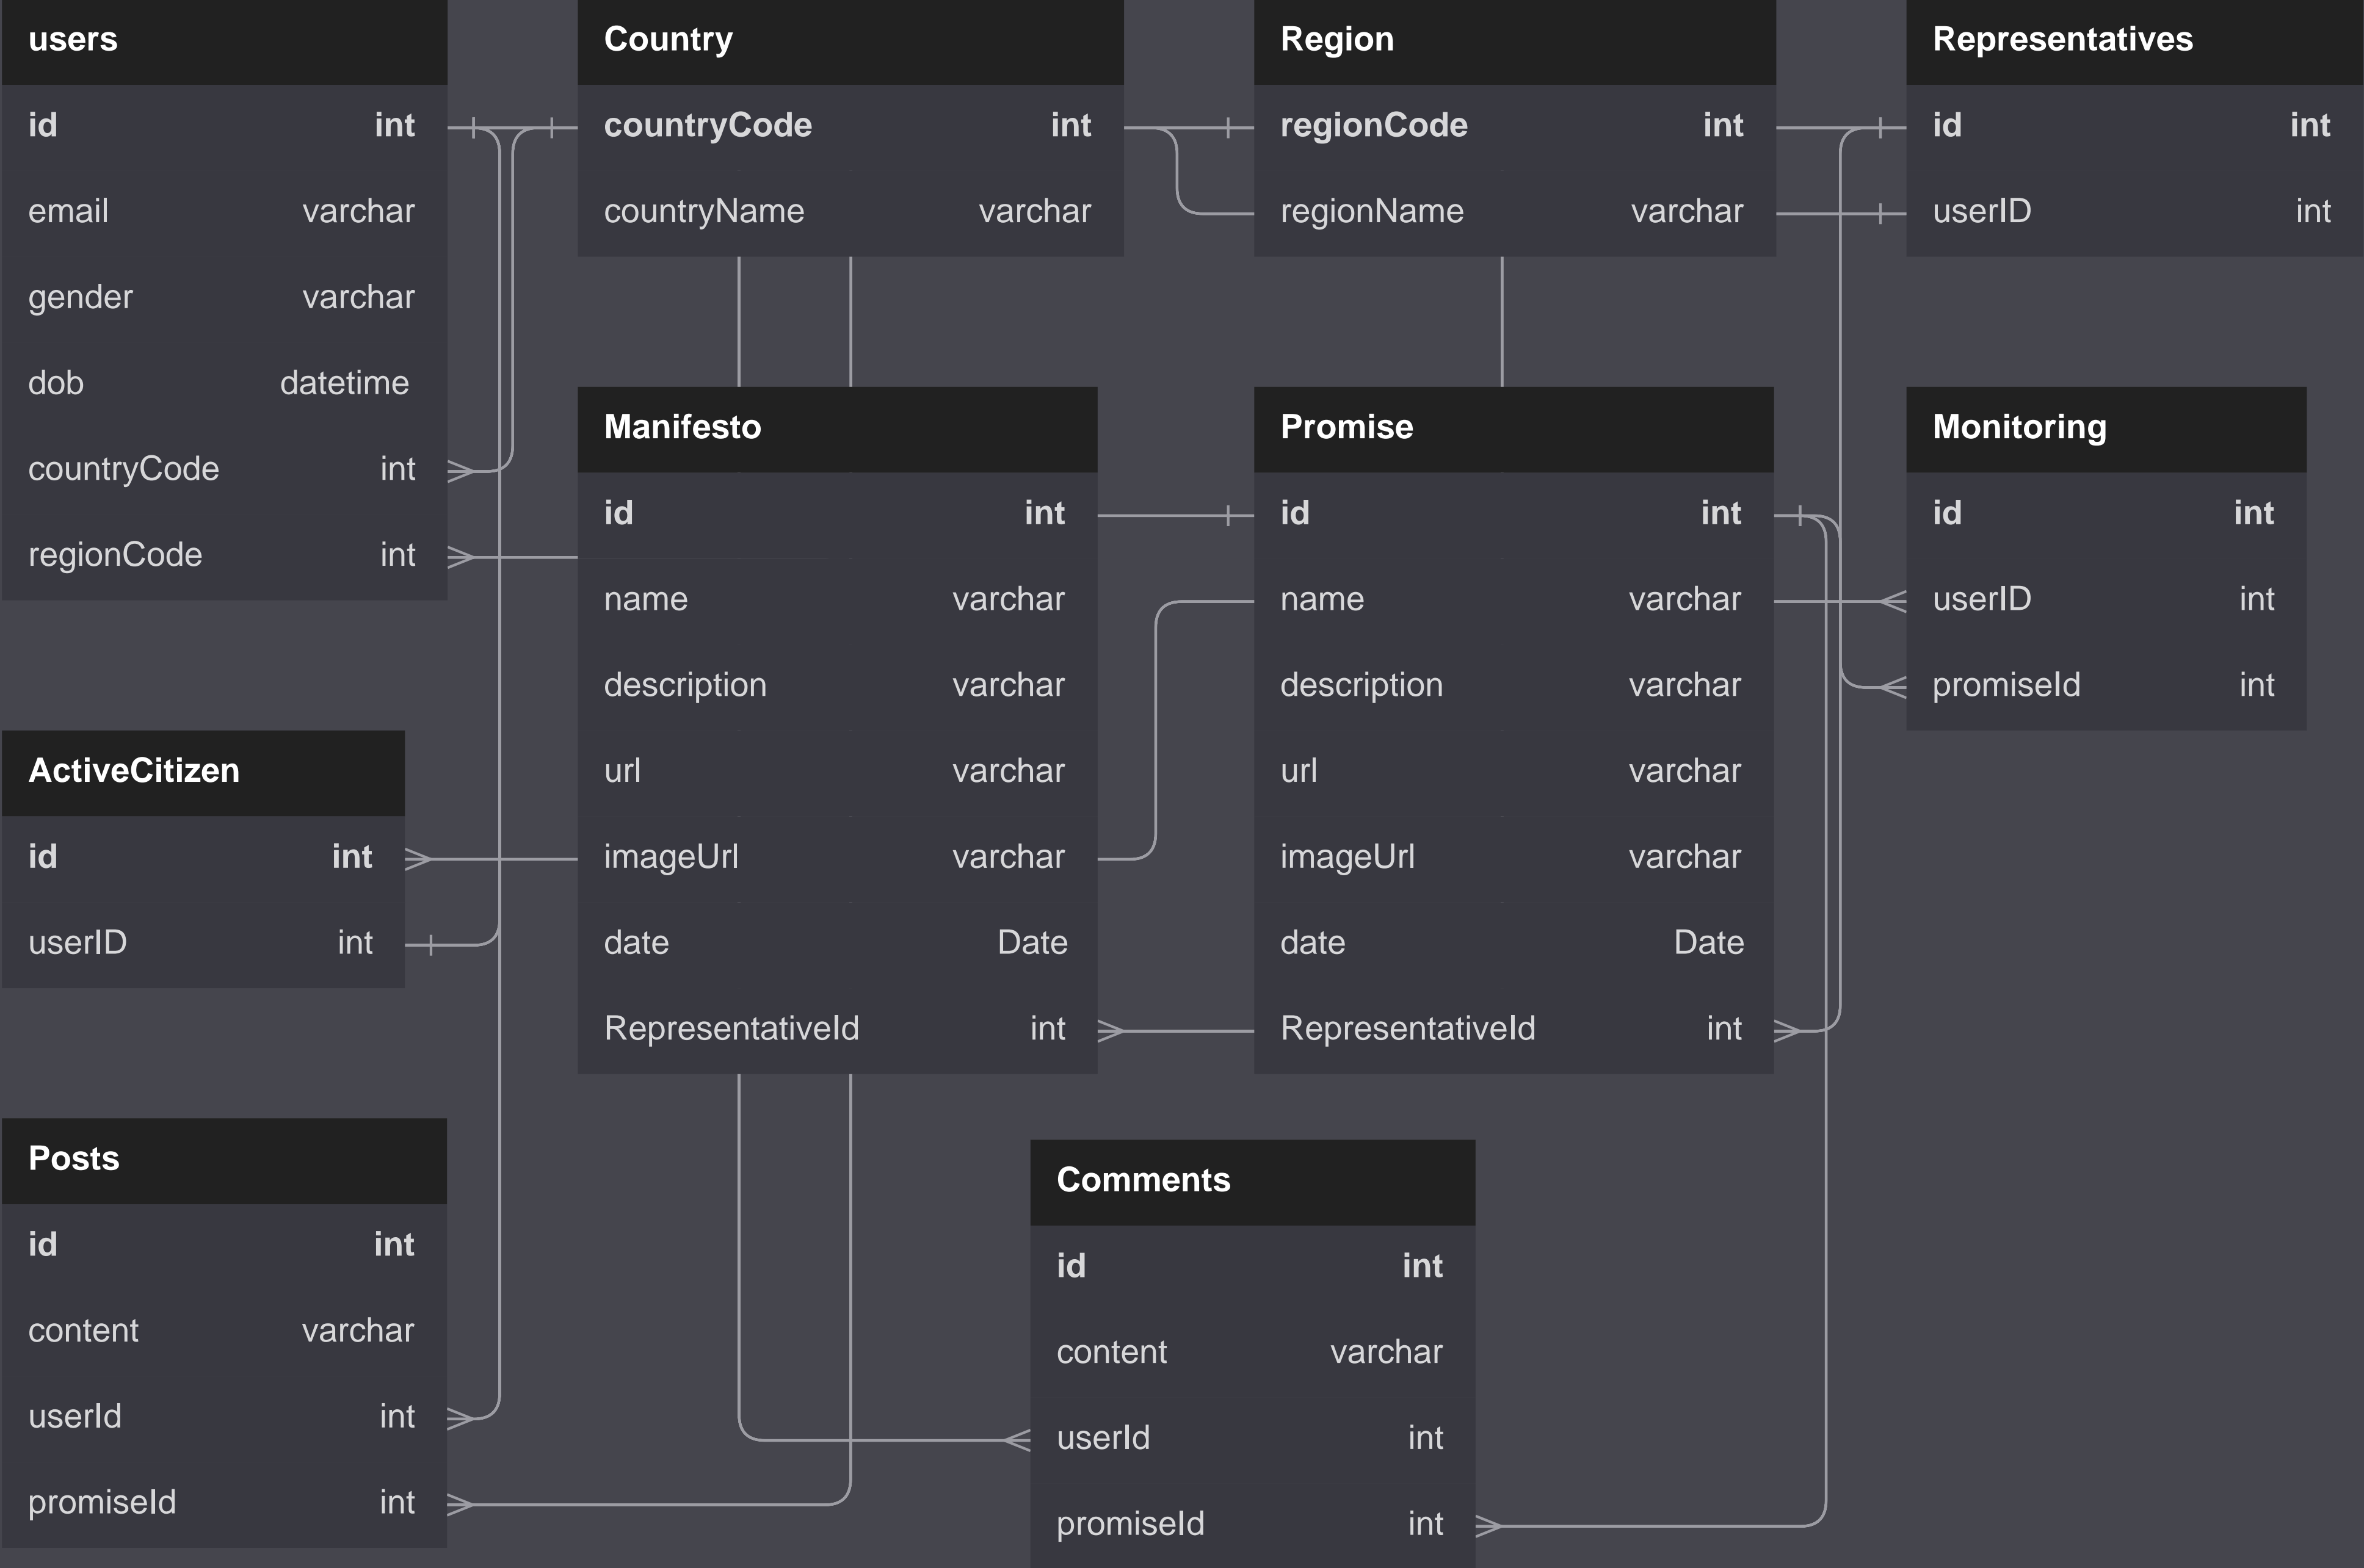 users
id int
email varchar
gender varchar
dob datetime
countryCode int
regionCode int
Country
countryCode int
countryName varchar
Region
regionCode int
regionName varchar
Representatives
id int
userID int
Manifesto
id int
name varchar
description varchar
url varchar
imageUrl varchar
date Date
RepresentativeId int
Promise
id int
name varchar
description varchar
url varchar
imageUrl varchar
date Date
RepresentativeId int
Monitoring
id int
userID int
promiseId int
ActiveCitizen
id int
userID int
Posts
id int
content varchar
userId int
promiseId int
Comments
id int
content varchar
userId int
promiseId int